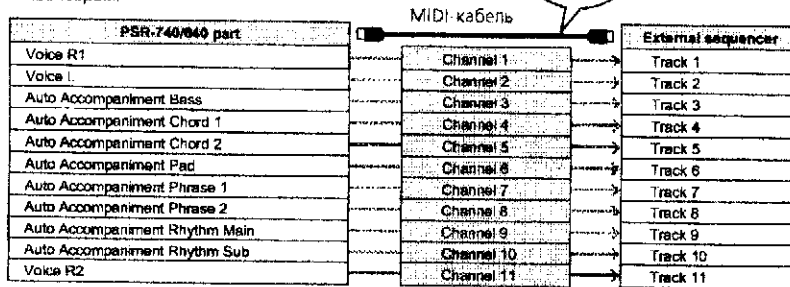 MIDI-кабель
PSR-740/640 part
External sequencer
Voice R1 Channel 1 Track 1
Voice L Channel 2 Track 2
Auto Accompaniment Bass Channel 3 Track 3
Auto Accompaniment Chord 1 Channel 4 Track 4
Auto Accompaniment Chord 2 Channel 5 Track 5
Auto Accompaniment Pad Channel 6 Track 6
Auto Accompaniment Phrase 1 Channel 7 Track 7
Auto Accompaniment Phrase 2 Channel 8 Track 8
Auto Accompaniment Rhythm Main Channel 9 Track 9
Auto Accompaniment Rhythm Sub Channel 10 Track 10
Voice R2 Channel 11 Track 11